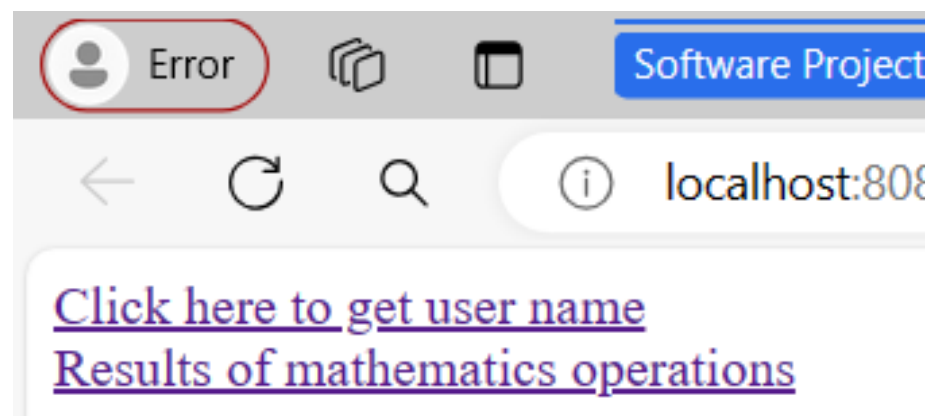 Error
Software Project
localhost:808
Click here to get user name
Results of mathematics operations